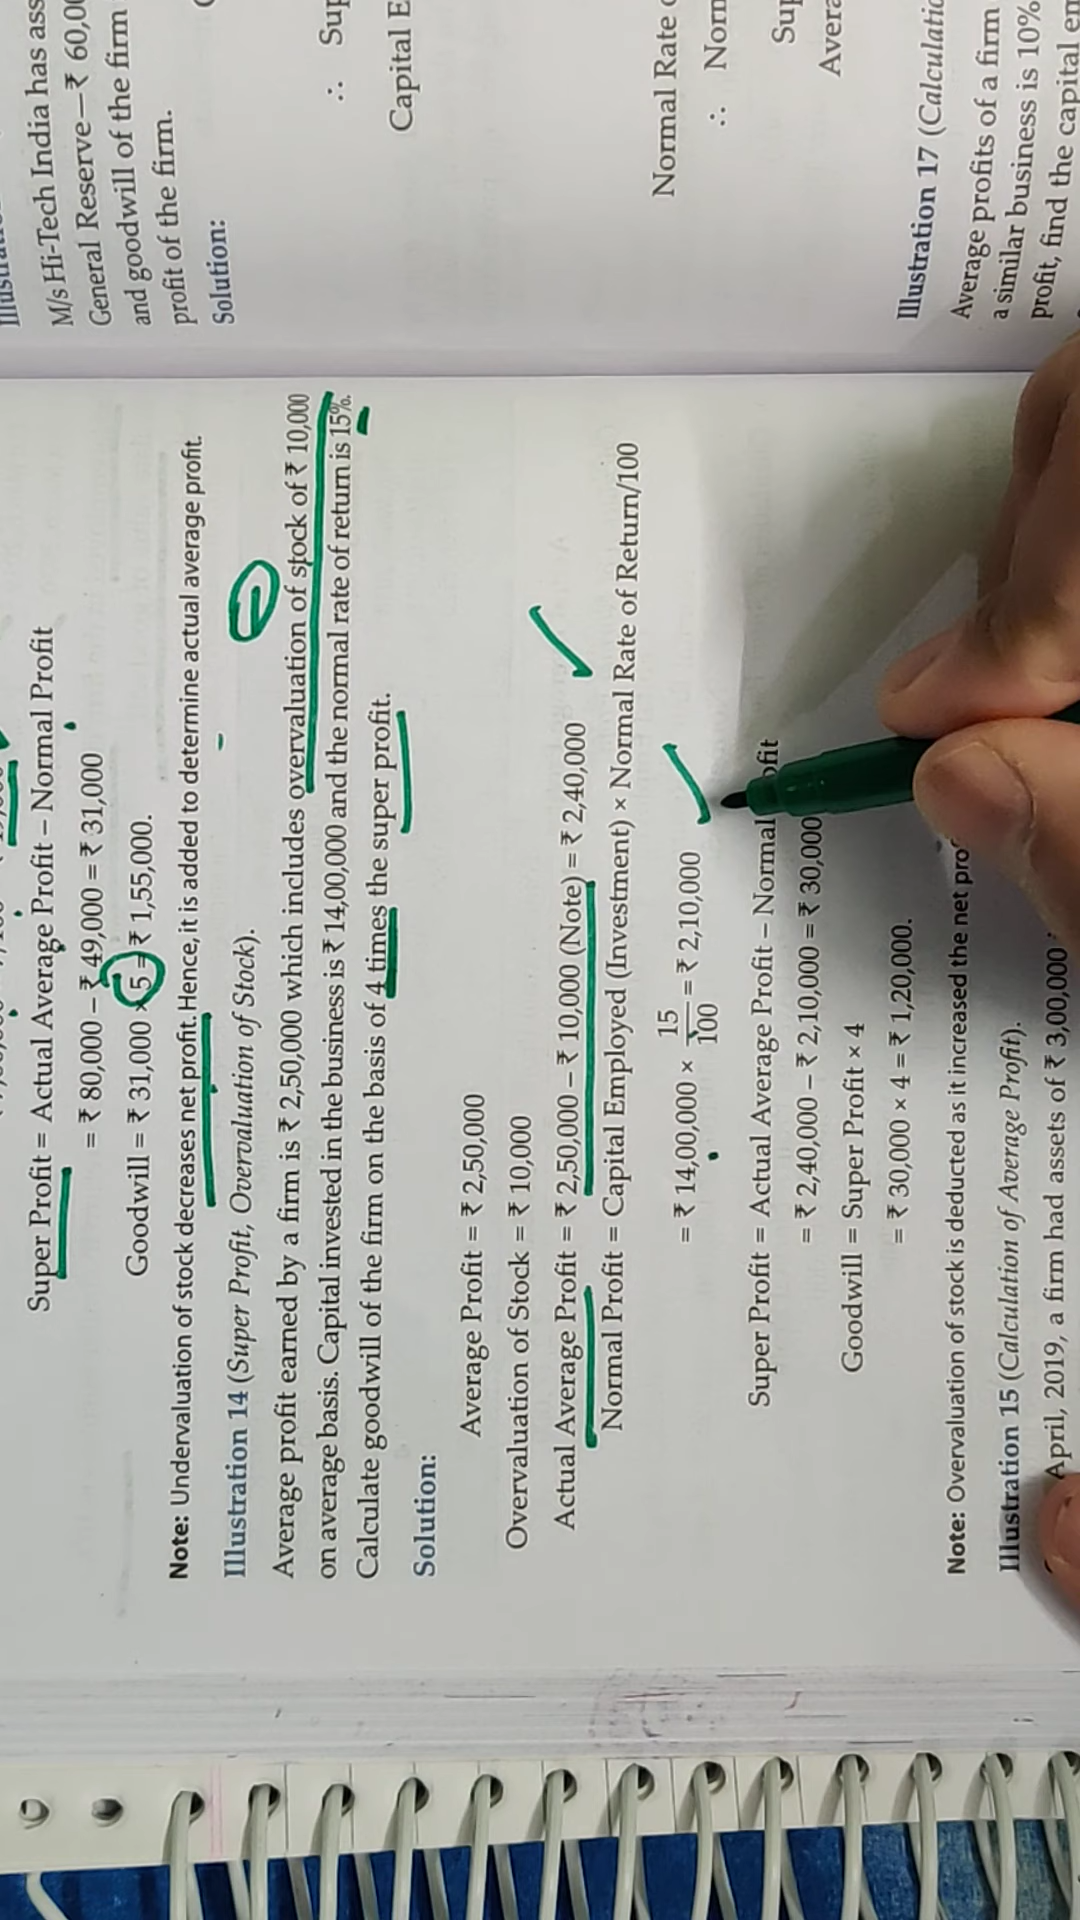 Super Profit = Actual Average Profit – Normal Profit
= ₹ 80,000 – ₹ 49,000 = ₹ 31,000
Goodwill = ₹ 31,000 × 5 = ₹ 1,55,000.
Note: Undervaluation of stock decreases net profit. Hence, it is added to determine actual average profit.
Illustration 14 (Super Profit, Overvaluation of Stock).
Average profit earned by a firm is ₹ 2,50,000 which includes overvaluation of stock of ₹ 10,000
on average basis. Capital invested in the business is ₹ 14,00,000 and the normal rate of return is 15%.
Calculate goodwill of the firm on the basis of 4 times the super profit.
Solution:
Average Profit = ₹ 2,50,000
Overvaluation of Stock = ₹ 10,000
Actual Average Profit = ₹ 2,50,000 – ₹ 10,000 (Note) = ₹ 2,40,000
Normal Profit = Capital Employed (Investment) × Normal Rate of Return/100
= ₹ 14,00,000 × 15/100 = ₹ 2,10,000
Super Profit = Actual Average Profit – Normal ofit
= ₹ 2,40,000 – ₹ 2,10,000 = ₹ 30,000
Goodwill = Super Profit × 4
= ₹ 30,000 × 4 = ₹ 1,20,000.
Note: Overvaluation of stock is deducted as it increased the net prof
Illustration 15 (Calculation of Average Profit).
April, 2019, a firm had assets of ₹ 3,00,000
M/s Hi-Tech India has ass
General Reserve—₹ 60,00
and goodwill of the firm
profit of the firm.
Solution:
∴ Sup
Capital E
Normal Rate o
∴ Norm
Sup
Avera
Illustration 17 (Calculatio
Average profits of a firm
a similar business is 10%
profit, find the capital em